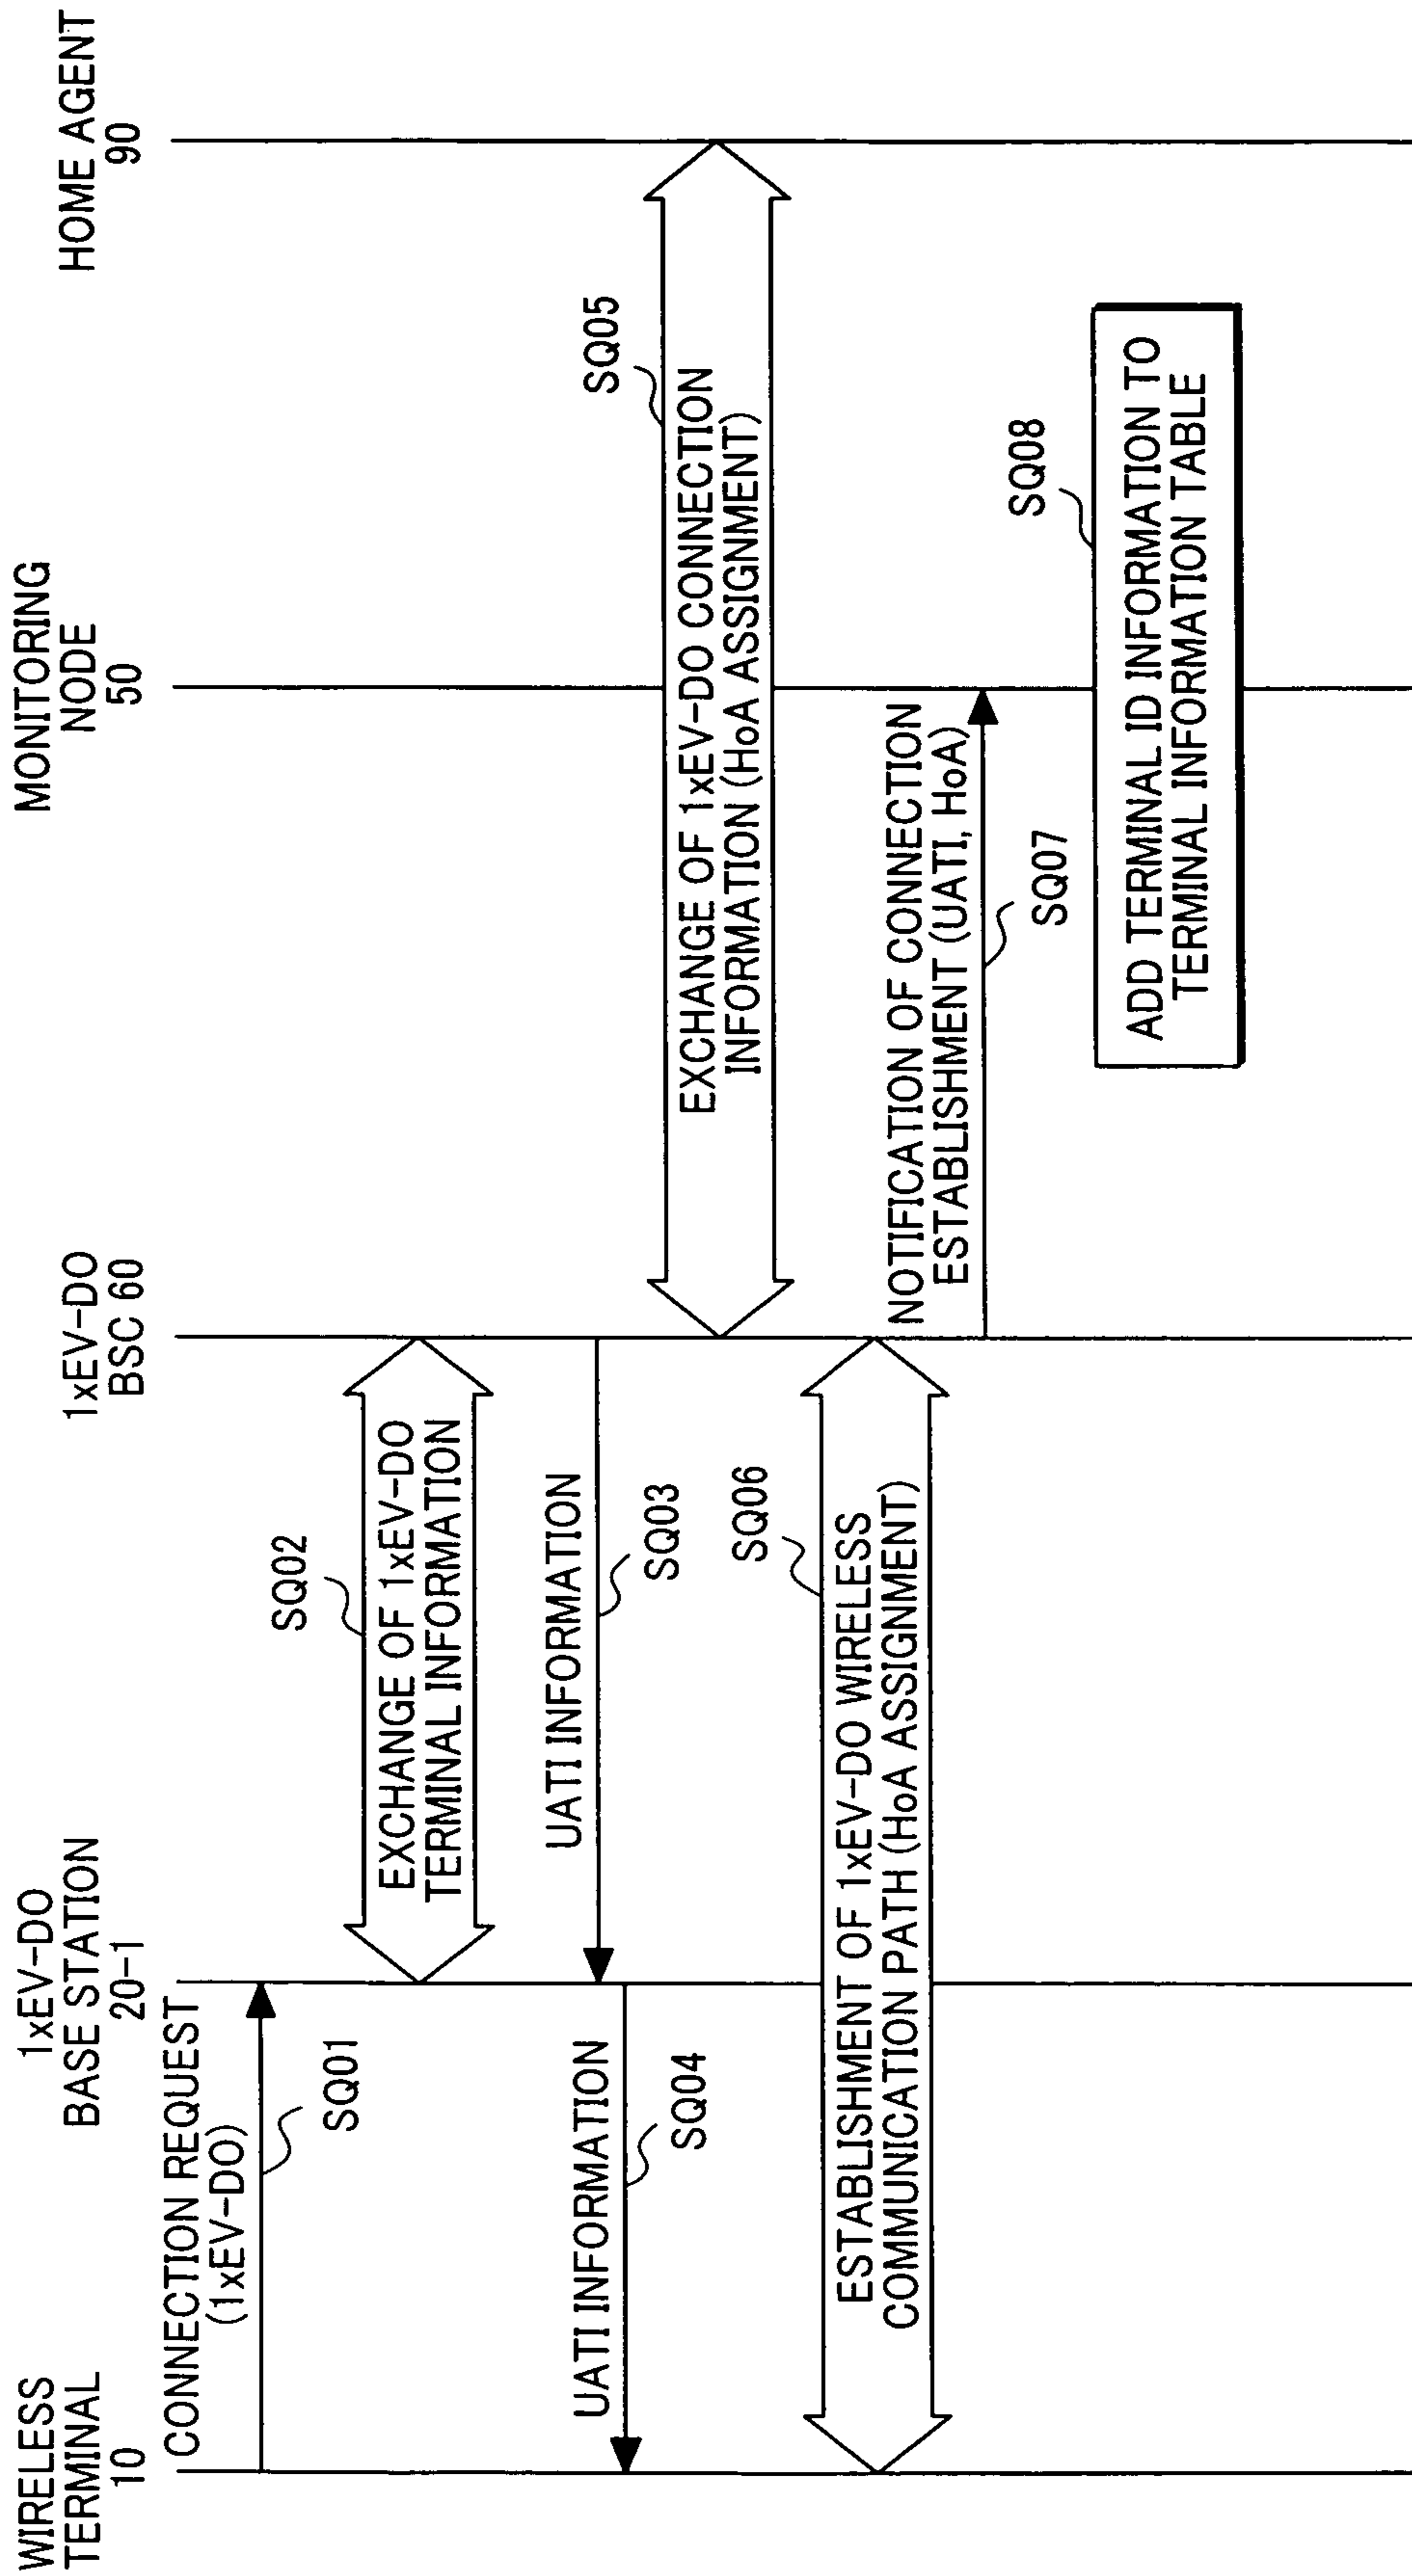 WIRELESS
TERMINAL
10
1xEV-DO
BASE STATION
20-1
1xEV-DO
BSC 60
MONITORING
NODE
50
HOME AGENT
90
CONNECTION REQUEST
(1xEV-DO)
SQ01
SQ02
EXCHANGE OF 1xEV-DO
TERMINAL INFORMATION
UATI INFORMATION
SQ03
UATI INFORMATION
SQ04
SQ05
EXCHANGE OF 1xEV-DO CONNECTION
INFORMATION (HoA ASSIGNMENT)
SQ06
ESTABLISHMENT OF 1xEV-DO WIRELESS
COMMUNICATION PATH (HoA ASSIGNMENT)
NOTIFICATION OF CONNECTION
ESTABLISHMENT (UATI, HoA)
SQ07
SQ08
ADD TERMINAL ID INFORMATION TO
TERMINAL INFORMATION TABLE